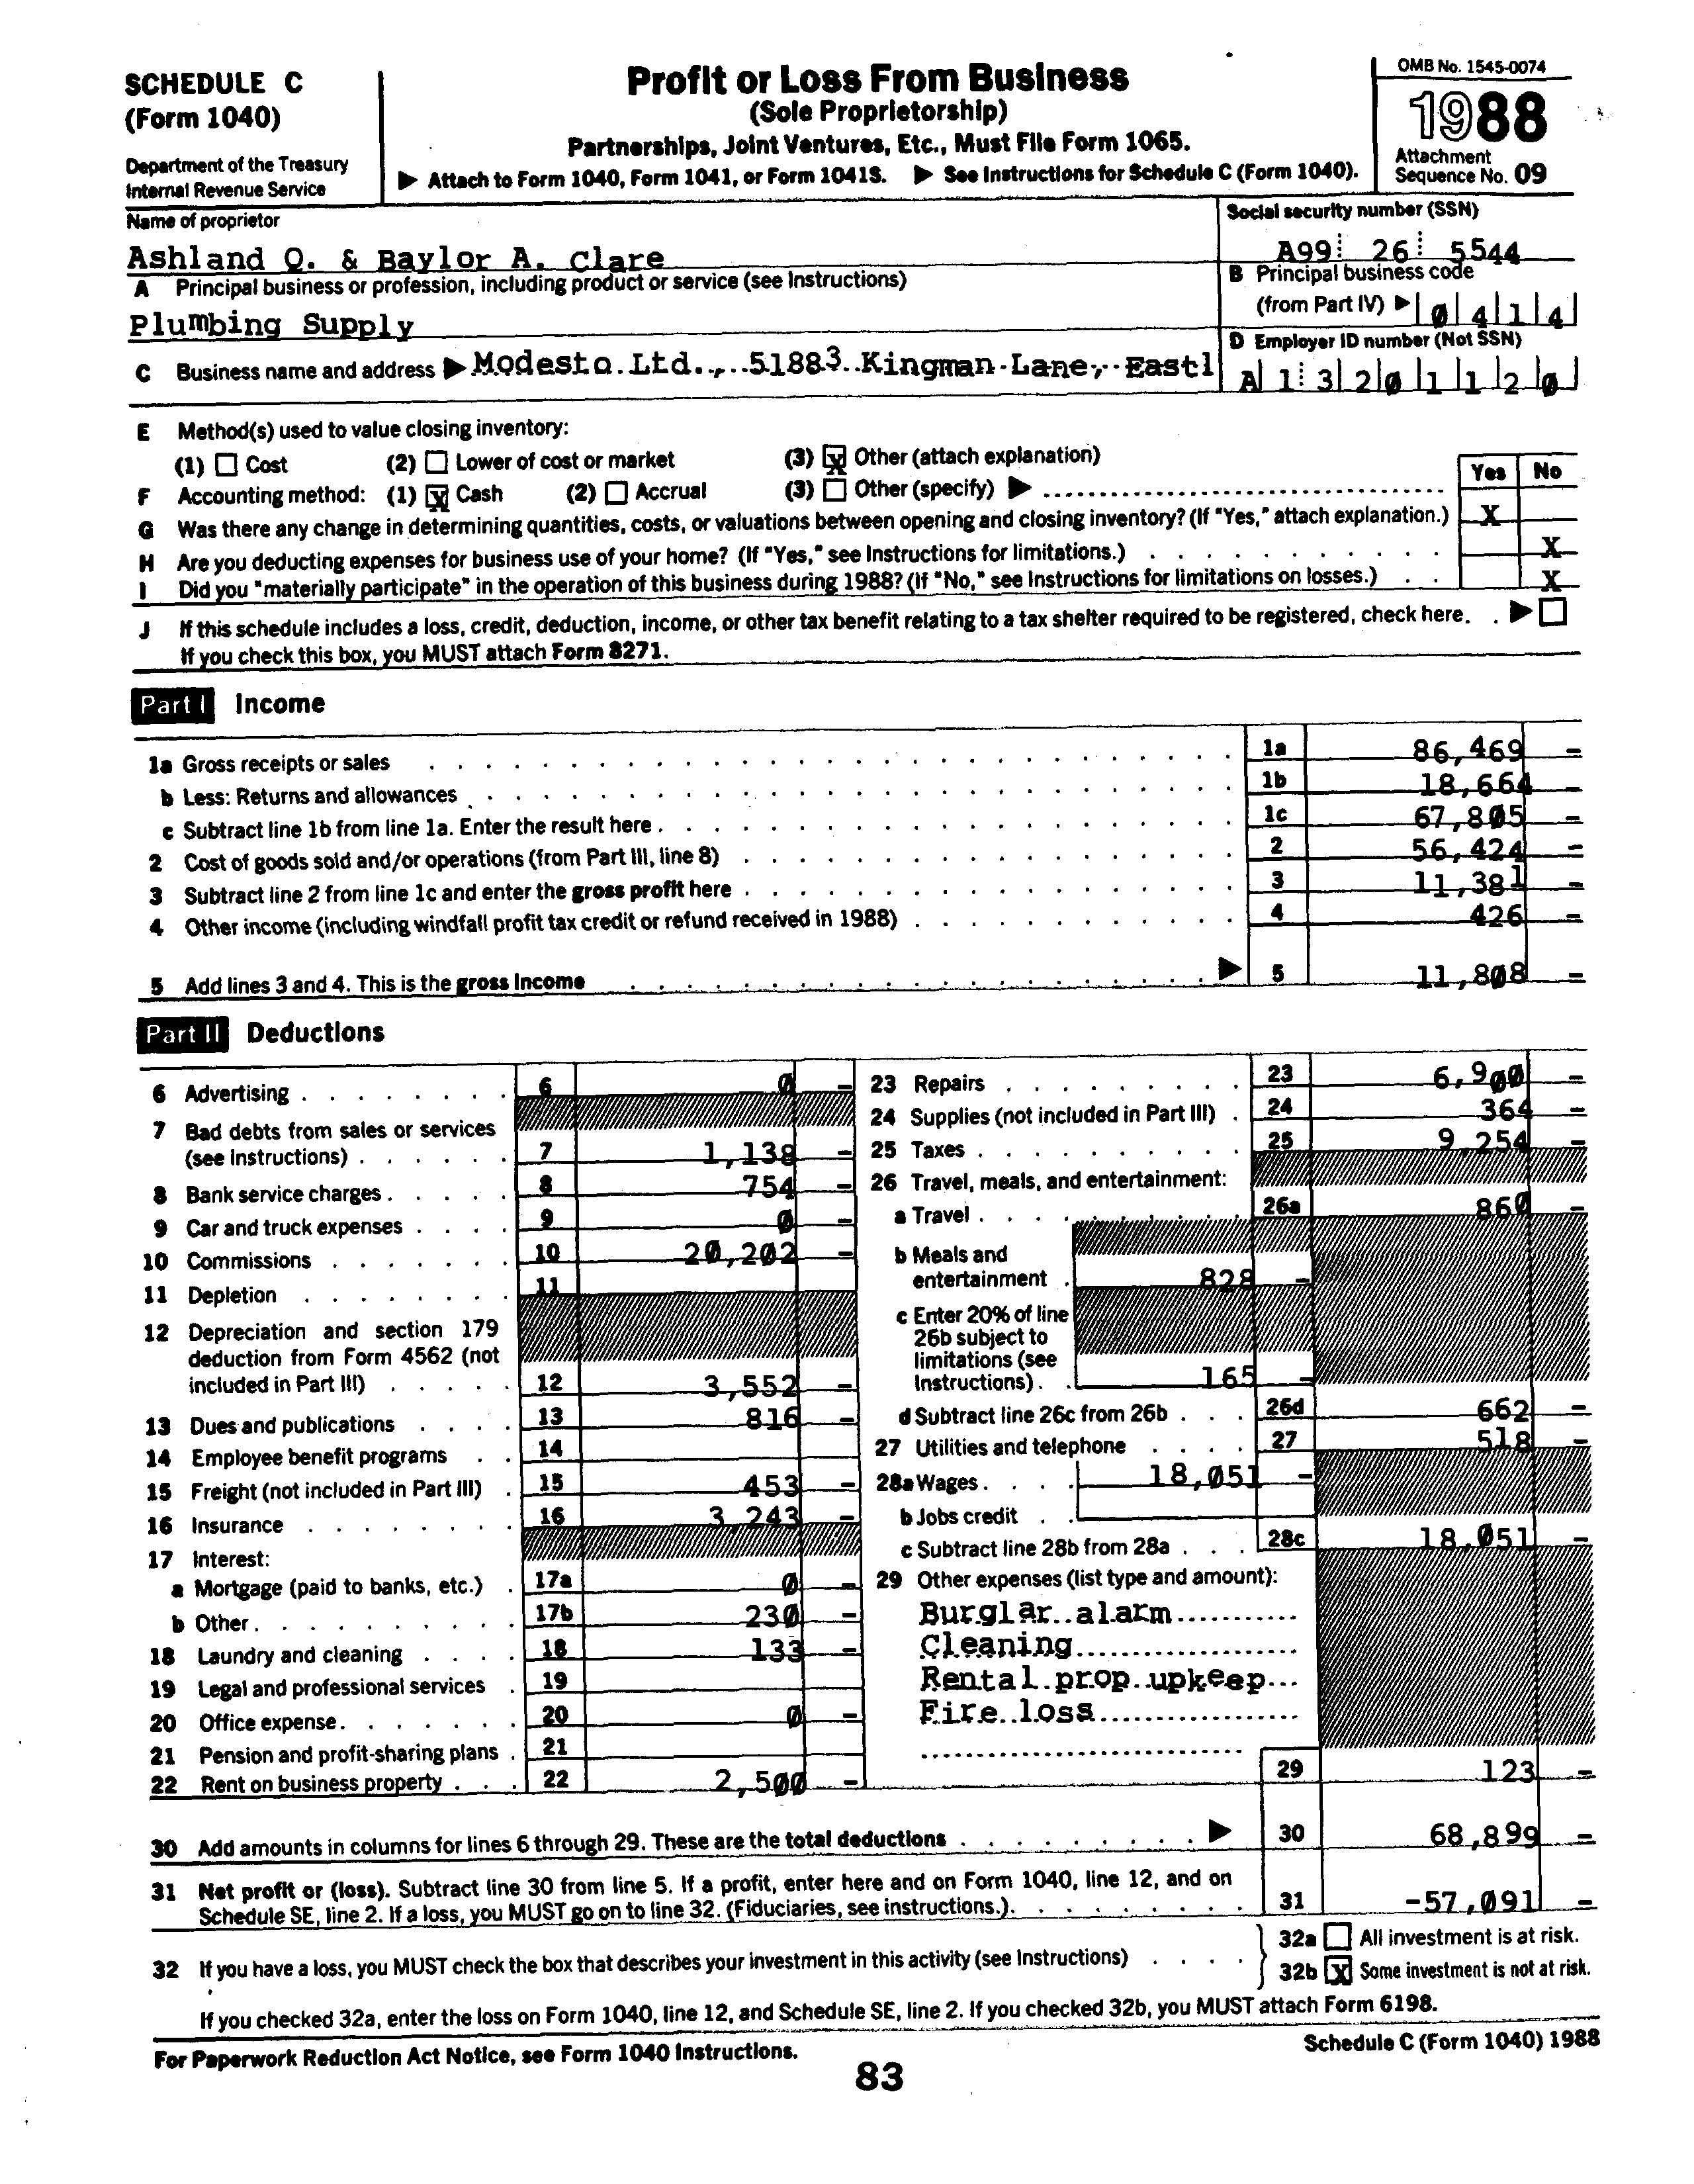 SCHEDULE C
(Form 1040)
Department of the Treasury
Internal Revenue Service
Profit or Loss From Business
(Sole Proprietorship)
Partnerships, Joint Ventures, Etc., Must File Form 1065.
▶ Attach to Form 1040, Form 1041, or Form 1041S. ▶ See Instructions for Schedule C (Form 1040).
OMB No. 1545-0074
1988
Attachment
Sequence No. 09
Name of proprietor
Ashland Q. & Baylor A. Clare
Social security number (SSN)
A99 26 5544
A Principal business or profession, including product or service (see Instructions)
Plumbing Supply
B Principal business code
(from Part IV) ▶ 0 4 1 4
C Business name and address ▶ Modesto Ltd., 51883 Kingman Lane, Eastl
D Employer ID number (Not SSN)
A 1 3 2 0 1 1 2 0
E Method(s) used to value closing inventory:
(1) Cost (2) Lower of cost or market (3) X Other (attach explanation)
Yes No
F Accounting method: (1) X Cash (2) Accrual (3) Other (specify) ▶
G Was there any change in determining quantities, costs, or valuations between opening and closing inventory? (If "Yes," attach explanation.) X
H Are you deducting expenses for business use of your home? (If "Yes," see Instructions for limitations.) X
I Did you "materially participate" in the operation of this business during 1988? (If "No," see Instructions for limitations on losses.) X
J If this schedule includes a loss, credit, deduction, income, or other tax benefit relating to a tax shelter required to be registered, check here. ▶
If you check this box, you MUST attach Form 8271.
Part I Income
1a Gross receipts or sales 1a 86,469 –
b Less: Returns and allowances 1b 18,664 –
c Subtract line 1b from line 1a. Enter the result here 1c 67,805 –
2 Cost of goods sold and/or operations (from Part III, line 8) 2 56,424 –
3 Subtract line 2 from line 1c and enter the gross profit here 3 11,381 –
4 Other income (including windfall profit tax credit or refund received in 1988) 4 426 –
5 Add lines 3 and 4. This is the gross income ▶ 5 11,808 –
Part II Deductions
6 Advertising 6 0 –
7 Bad debts from sales or services
(see Instructions) 7 1,138 –
8 Bank service charges 8 754 –
9 Car and truck expenses 9 0 –
10 Commissions 10 20,202 –
11 Depletion 11
12 Depreciation and section 179
deduction from Form 4562 (not
included in Part III) 12 3,552 –
13 Dues and publications 13 816 –
14 Employee benefit programs 14
15 Freight (not included in Part III) 15 453 –
16 Insurance 16 3,243 –
17 Interest:
a Mortgage (paid to banks, etc.) 17a 0 –
b Other 17b 230 –
18 Laundry and cleaning 18 133 –
19 Legal and professional services 19
20 Office expense 20 0 –
21 Pension and profit-sharing plans 21
22 Rent on business property 22 2,500 –
23 Repairs 23 6,900 –
24 Supplies (not included in Part III) 24 364 –
25 Taxes 25 9,254 –
26 Travel, meals, and entertainment:
a Travel 26a 860 –
b Meals and
entertainment 828 –
c Enter 20% of line
26b subject to
limitations (see
Instructions) 165 –
d Subtract line 26c from 26b 26d 662 –
27 Utilities and telephone 27 518 –
28a Wages 18,051 –
b Jobs credit
c Subtract line 28b from 28a 28c 18,051 –
29 Other expenses (list type and amount):
Burglar alarm
Cleaning
Rental prop upkeep
Fire loss
29 123 –
30 Add amounts in columns for lines 6 through 29. These are the total deductions ▶ 30 68,899 –
31 Net profit or (loss). Subtract line 30 from line 5. If a profit, enter here and on Form 1040, line 12, and on
Schedule SE, line 2. If a loss, you MUST go on to line 32. (Fiduciaries, see instructions.) 31 -57,091 –
32 If you have a loss, you MUST check the box that describes your investment in this activity (see Instructions)
32a All investment is at risk.
32b X Some investment is not at risk.
If you checked 32a, enter the loss on Form 1040, line 12, and Schedule SE, line 2. If you checked 32b, you MUST attach Form 6198.
For Paperwork Reduction Act Notice, see Form 1040 Instructions.
Schedule C (Form 1040) 1988
83